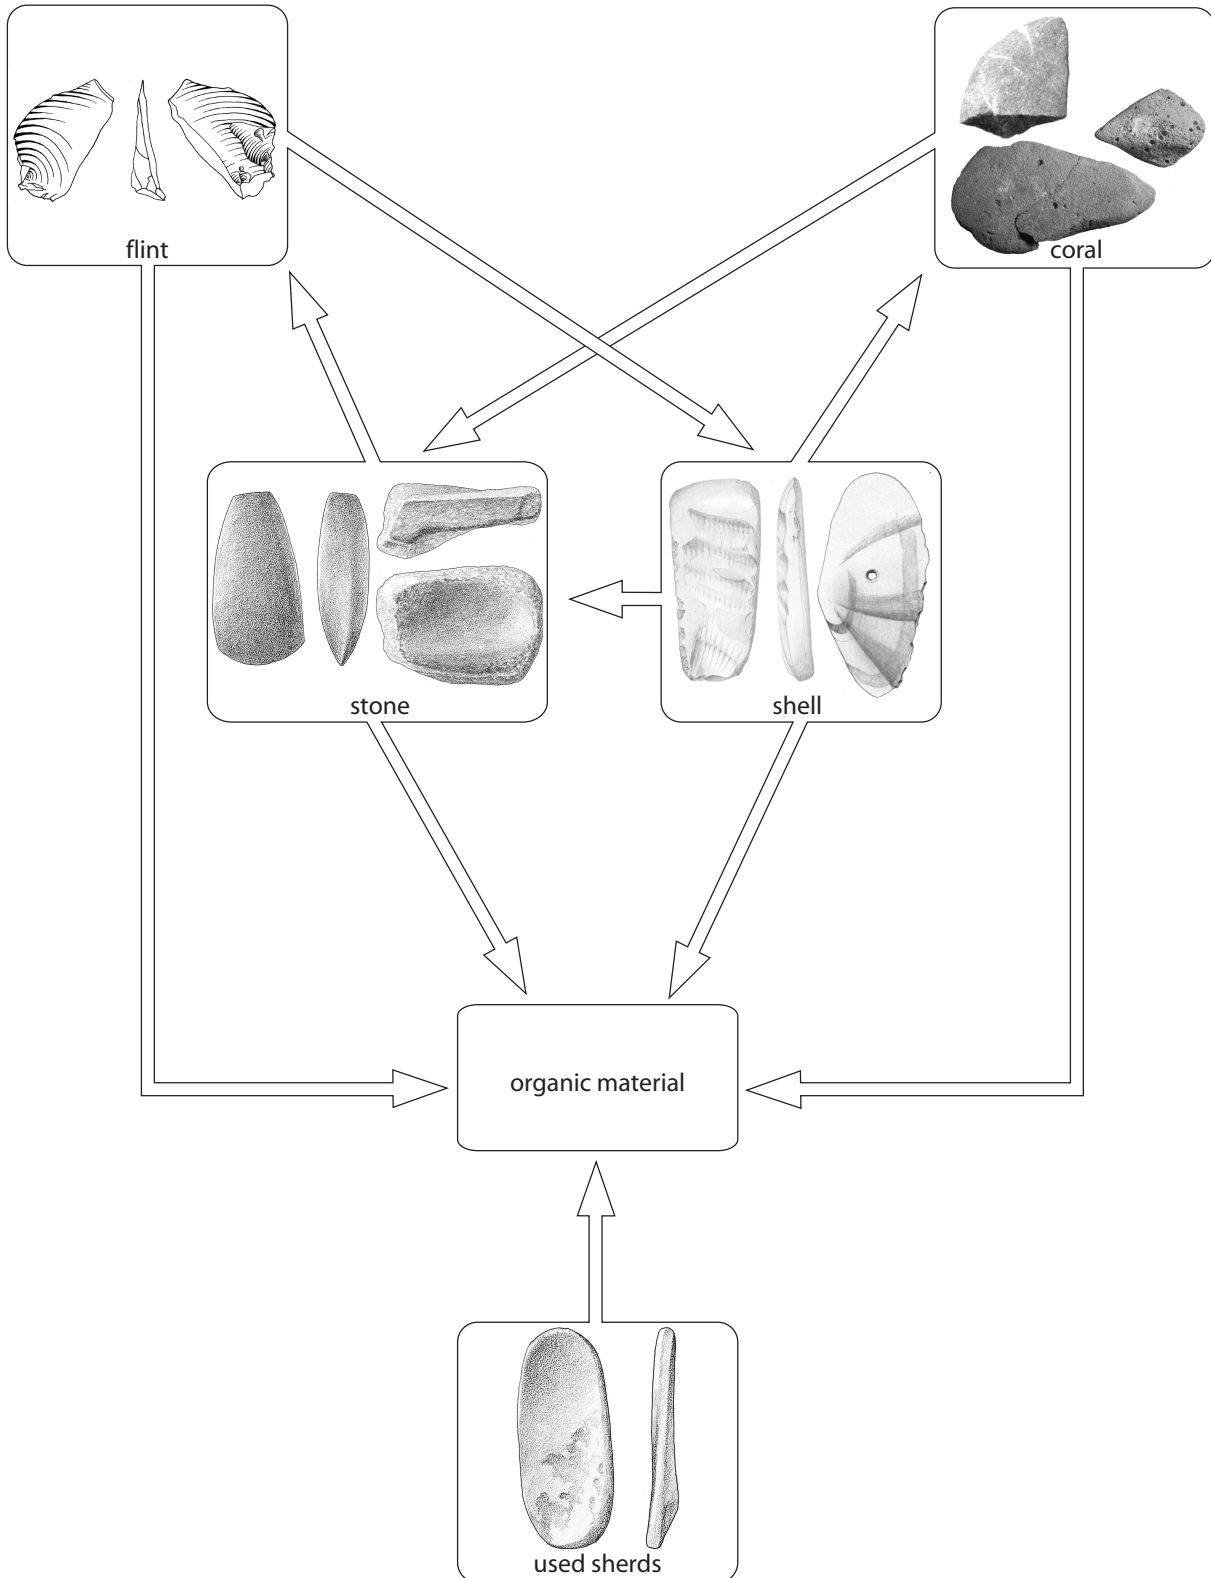 flint
coral
stone
shell
organic material
used sherds